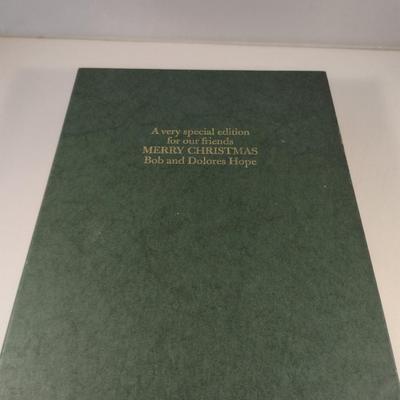 A very special edition
for our friends
MERRY CHRISTMAS
Bob and Dolores Hope